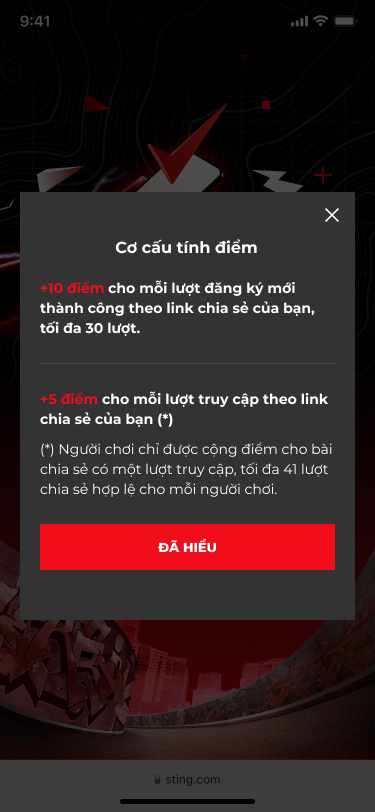 9:41
Cơ cấu tính điểm
+10 điểm cho mỗi lượt đăng ký mới
thành công theo link chia sẻ của bạn,
tối đa 30 lượt.
+5 điểm cho mỗi lượt truy cập theo link
chia sẻ của bạn (*)
(*) Người chơi chỉ được cộng điểm cho bài
chia sẻ có một lượt truy cập, tối đa 41 lượt
chia sẻ hợp lệ cho mỗi người chơi.
ĐÃ HIỂU
sting.com